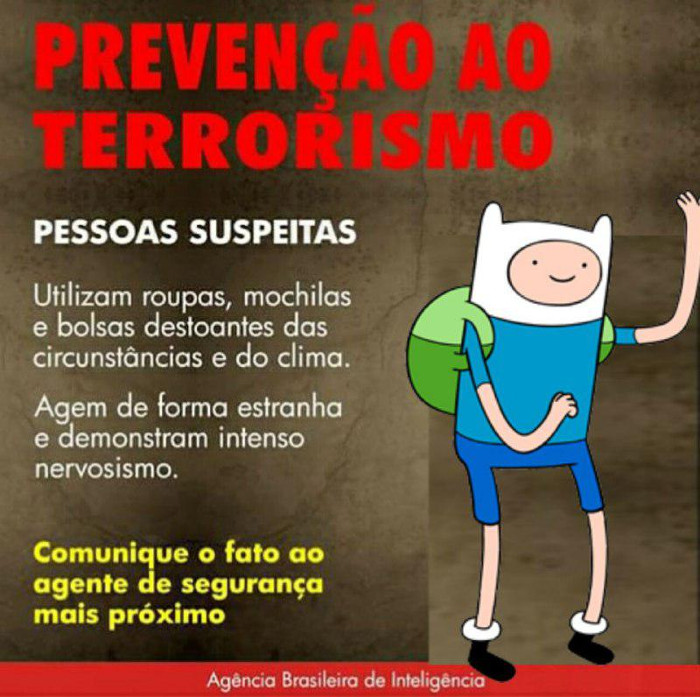 PREVENÇÃO AO
TERRORISMO
PESSOAS SUSPEITAS
Utilizam roupas, mochilas
e bolsas destoantes das
circunstâncias e do clima.
Agem de forma estranha
e demonstram intenso
nervosismo.
Comunique o fato ao
agente de segurança
mais próximo
Agência Brasileira de Inteligência